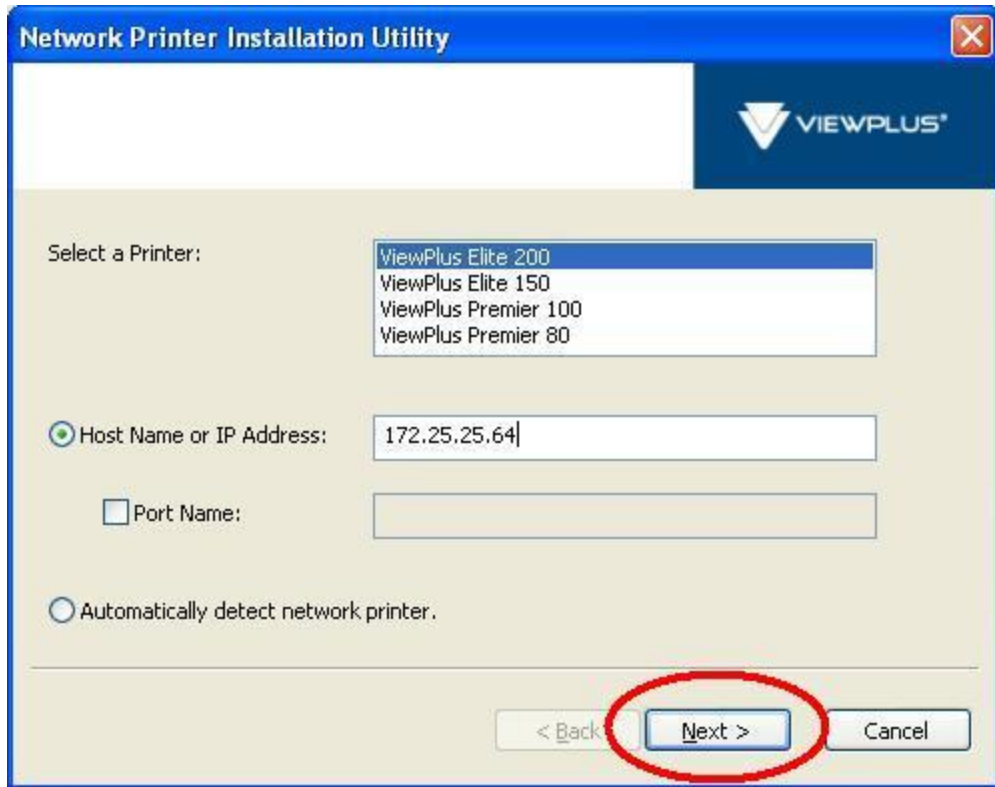 Network Printer Installation Utility
VIEWPLUS®
Select a Printer:
ViewPlus Elite 200
ViewPlus Elite 150
ViewPlus Premier 100
ViewPlus Premier 80
Host Name or IP Address: 172.25.25.64
Port Name:
Automatically detect network printer.
< Back Next > Cancel